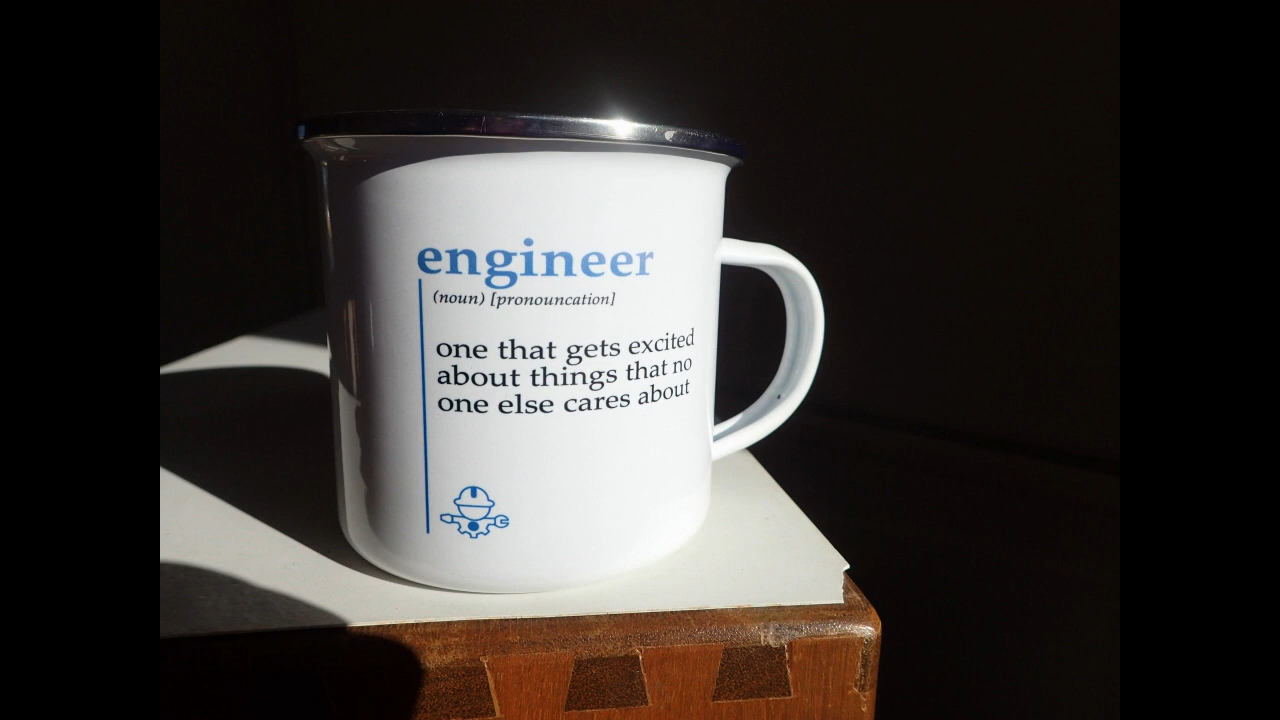 engineer
(noun) [pronouncation]
one that gets excited
about things that no
one else cares about